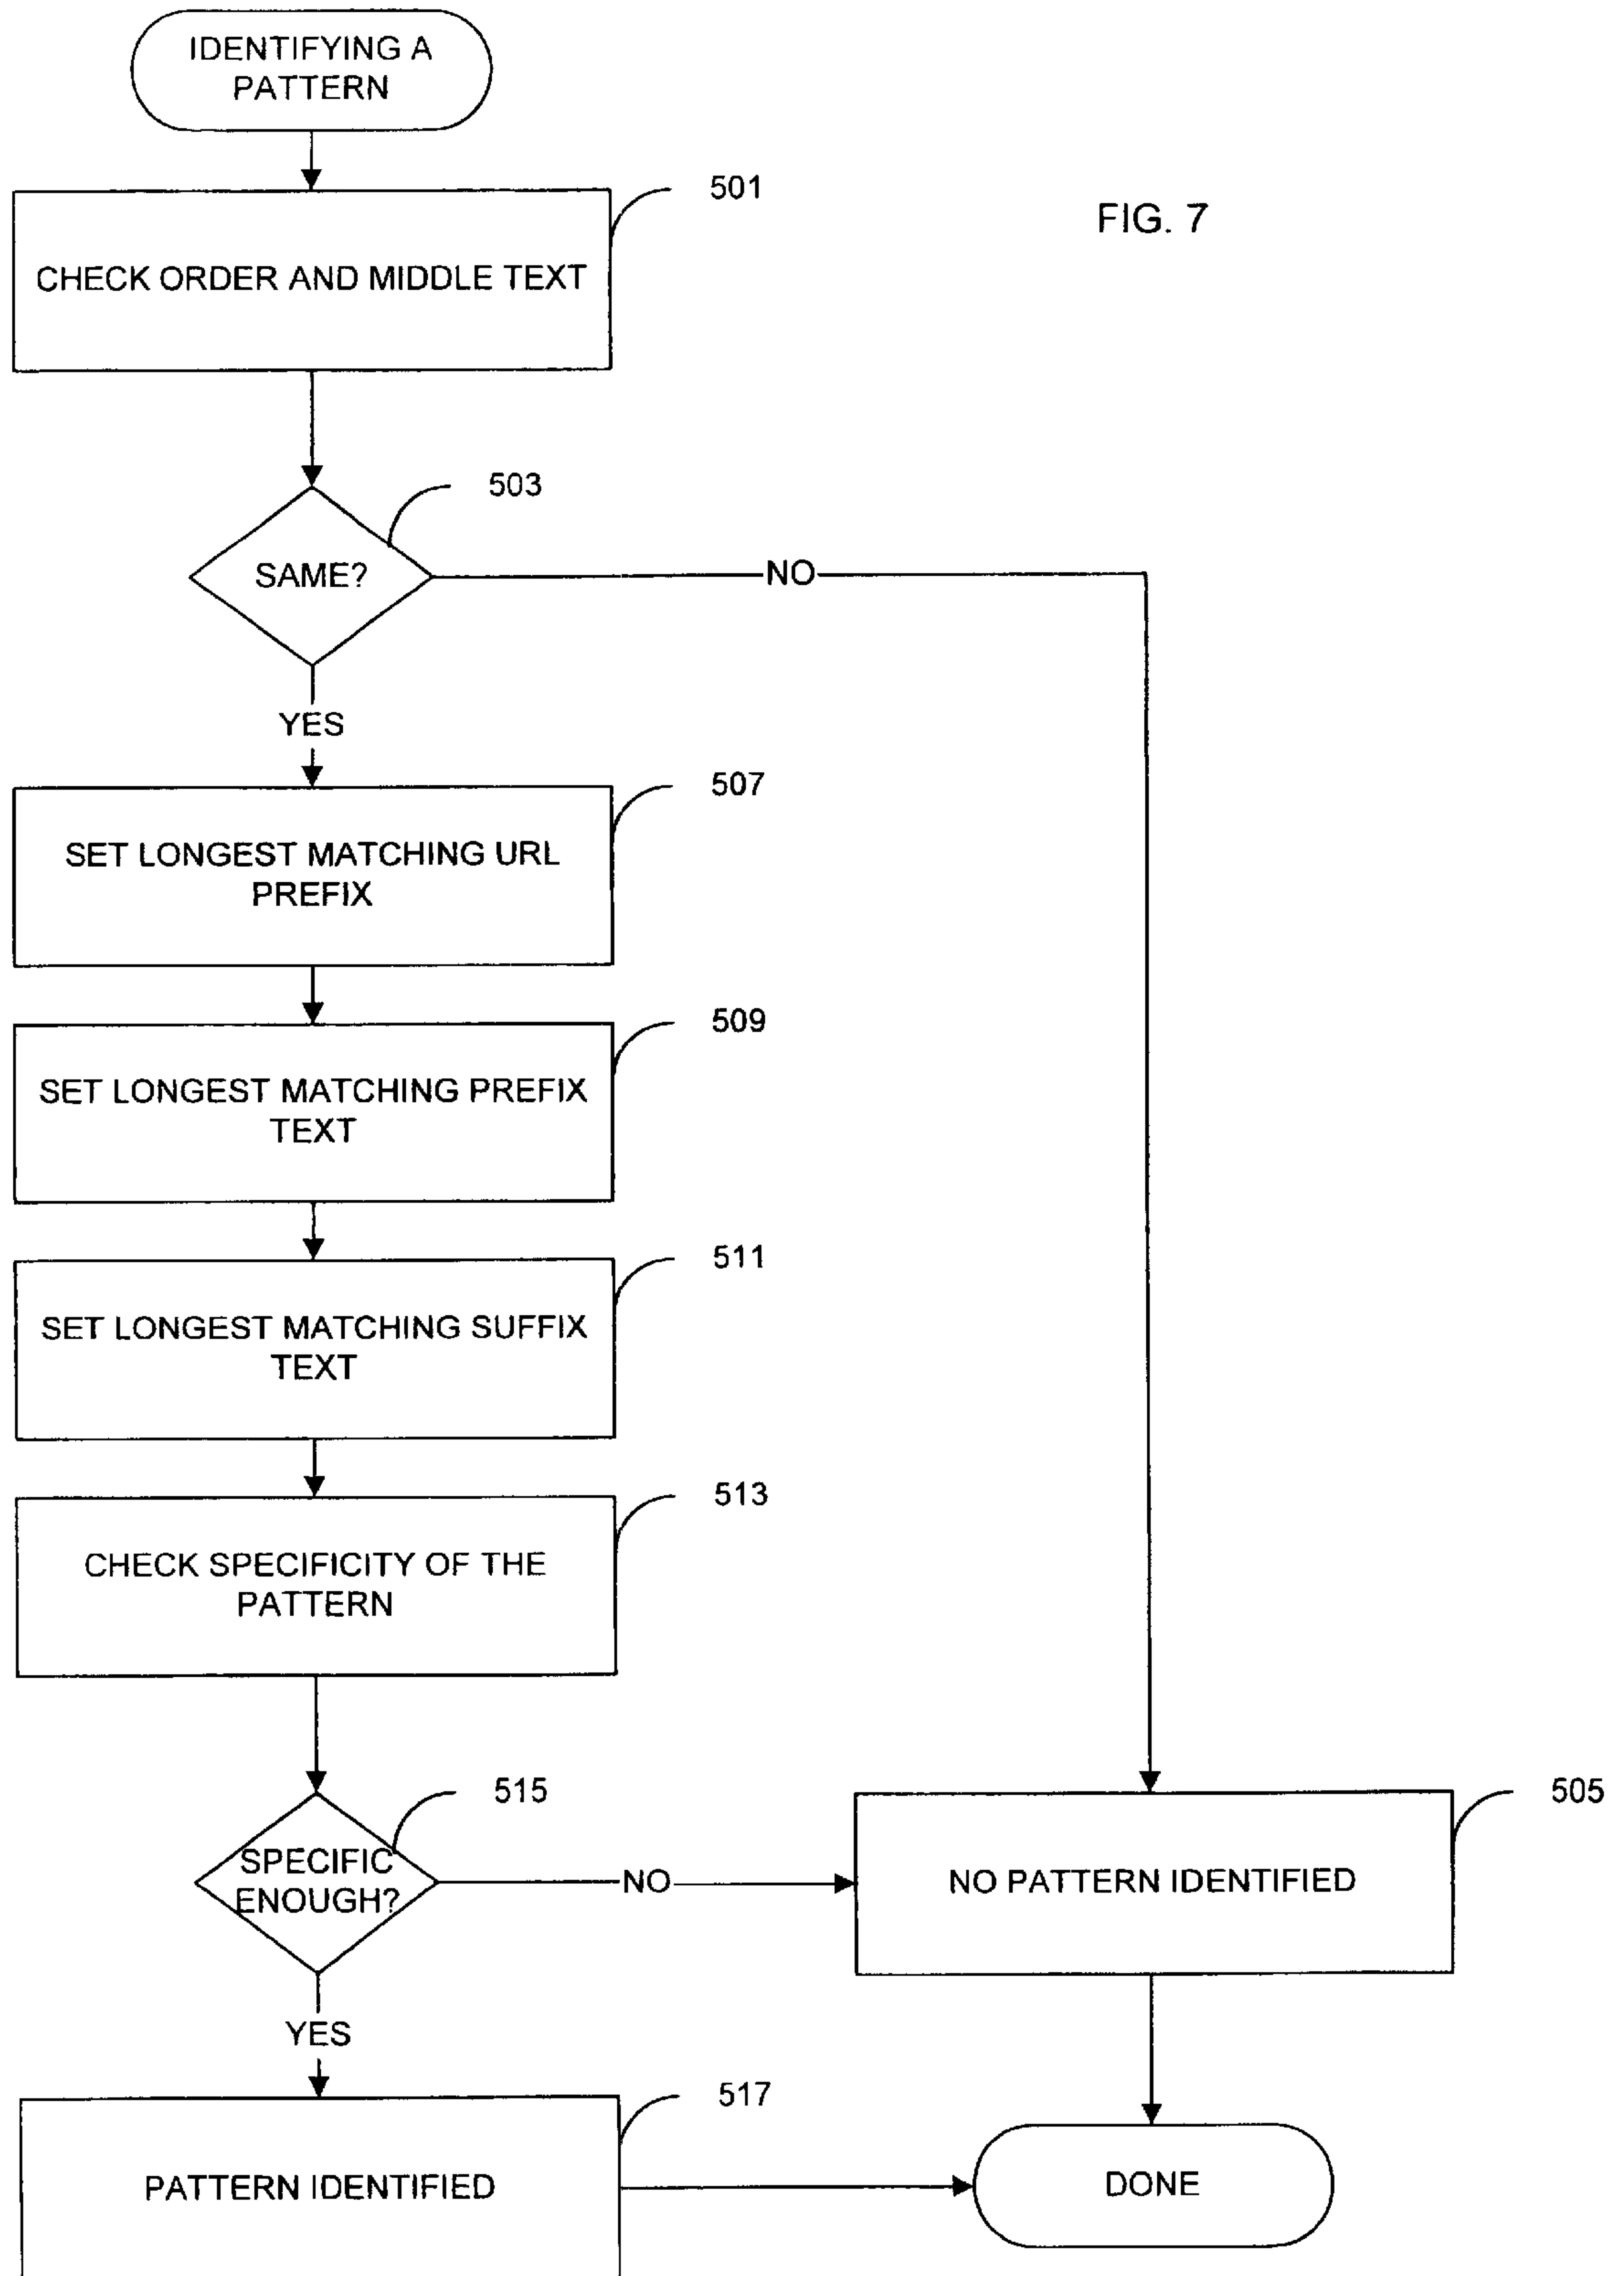 IDENTIFYING A
PATTERN
501
FIG. 7
CHECK ORDER AND MIDDLE TEXT
503
SAME?
NO
YES
507
SET LONGEST MATCHING URL
PREFIX
509
SET LONGEST MATCHING PREFIX
TEXT
511
SET LONGEST MATCHING SUFFIX
TEXT
513
CHECK SPECIFICITY OF THE
PATTERN
515
505
SPECIFIC
ENOUGH?
NO
NO PATTERN IDENTIFIED
YES
517
PATTERN IDENTIFIED
DONE